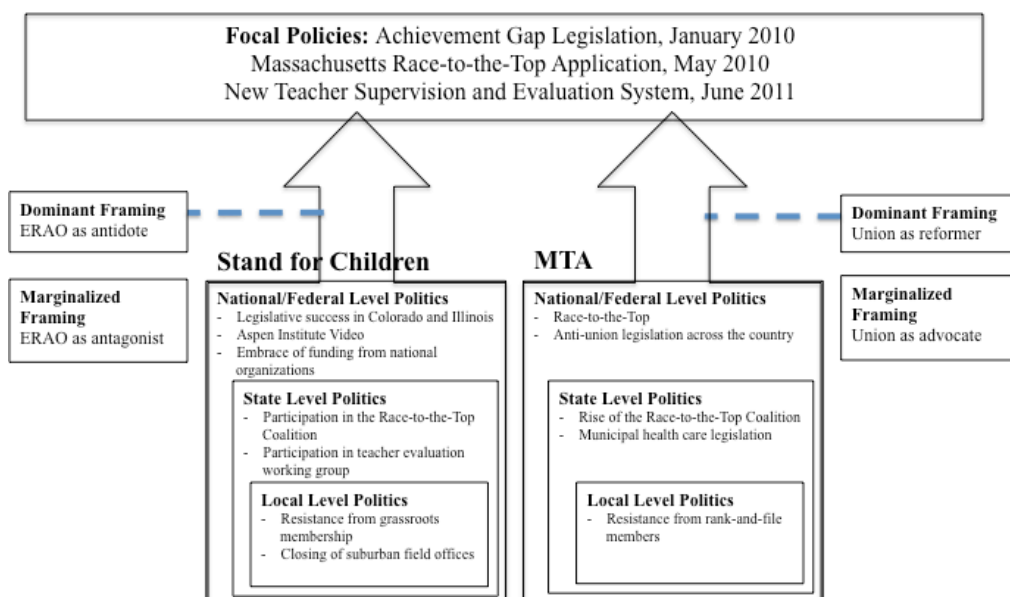 Focal Policies: Achievement Gap Legislation, January 2010
Massachusetts Race-to-the-Top Application, May 2010
New Teacher Supervision and Evaluation System, June 2011
Dominant Framing
ERAO as antidote
Marginalized
Framing
ERAO as antagonist
Stand for Children
National/Federal Level Politics
- Legislative success in Colorado and Illinois
- Aspen Institute Video
- Embrace of funding from national
organizations
State Level Politics
- Participation in the Race-to-the-Top
Coalition
- Participation in teacher evaluation
working group
Local Level Politics
- Resistance from grassroots
membership
- Closing of suburban field offices
MTA
National/Federal Level Politics
- Race-to-the-Top
- Anti-union legislation across the country
State Level Politics
- Rise of the Race-to-the-Top Coalition
- Municipal health care legislation
Local Level Politics
- Resistance from rank-and-file
members
Dominant Framing
Union as reformer
Marginalized
Framing
Union as advocate